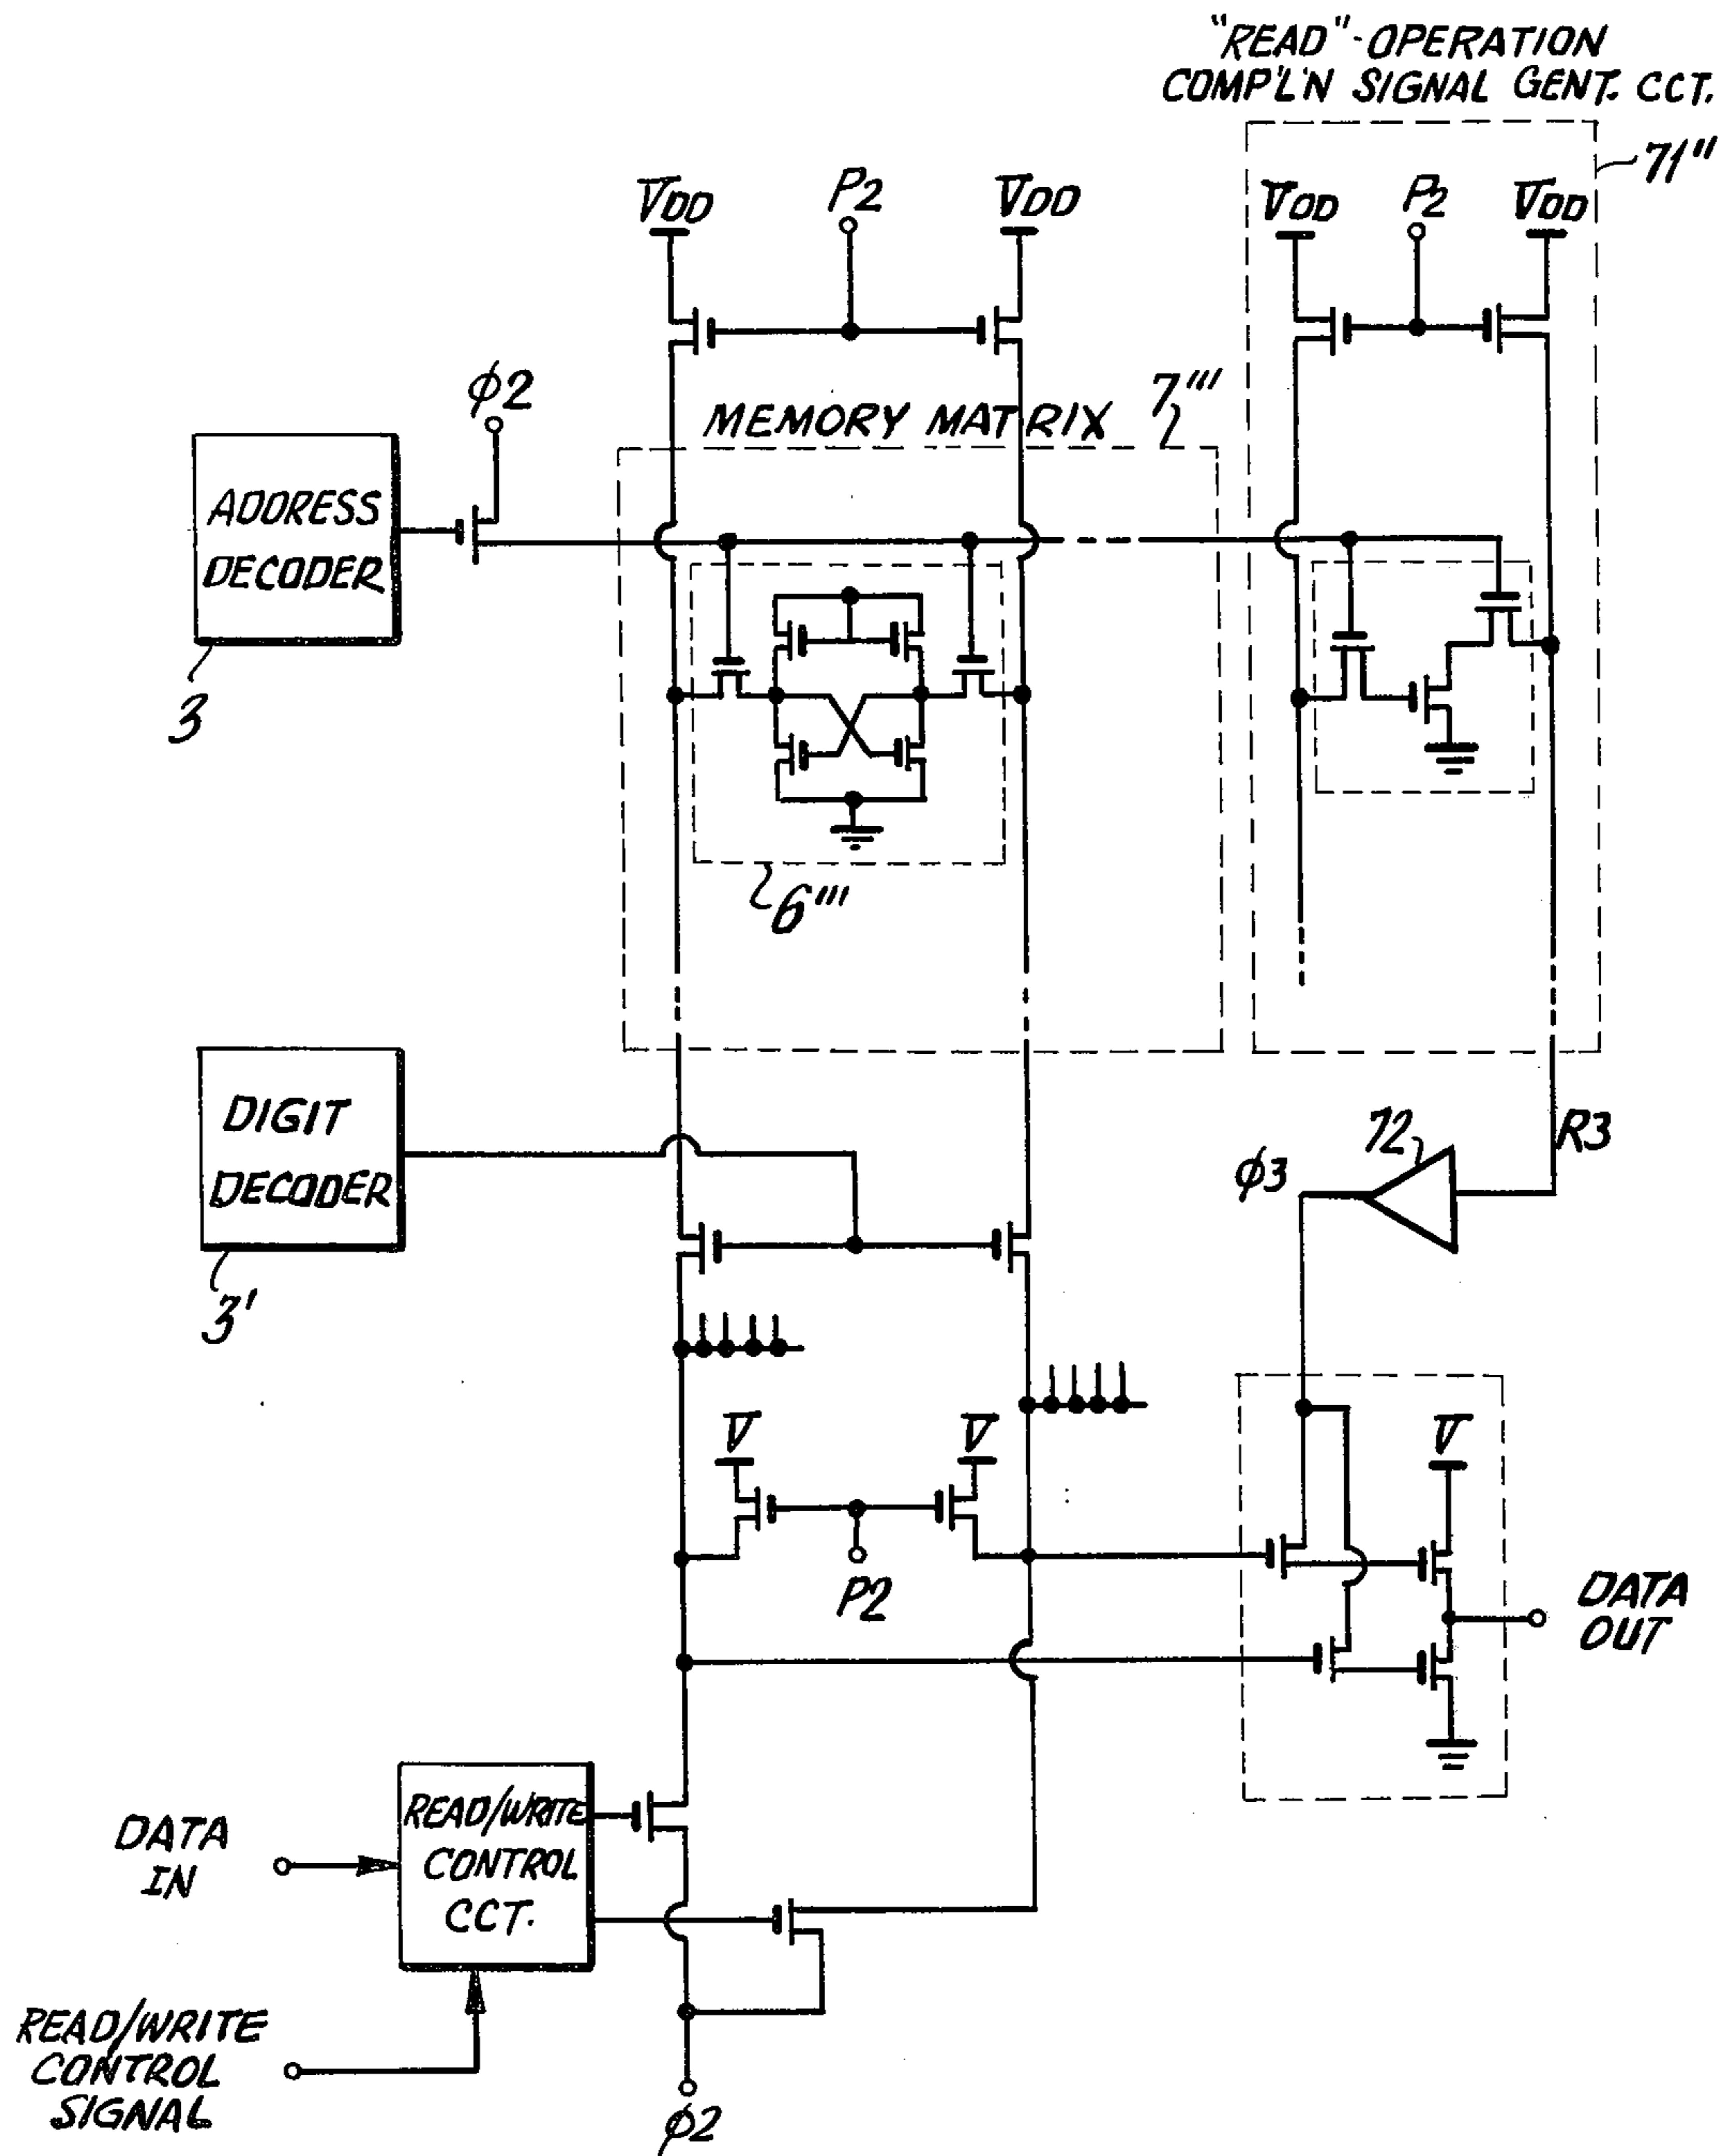 "READ"-OPERATION
COMP'L'N SIGNAL GENT. CCT.
71"
VDD
P2
VDD
VOD
P2
VOD
φ2
7'''
MEMORY MATRIX
ADDRESS
DECODER
3
6'''
DIGIT
DECODER
3'
72
R3
φ3
V
V
V
P2
DATA
OUT
DATA
IN
READ/WRITE
CONTROL
CCT.
READ/WRITE
CONTROL
SIGNAL
φ2